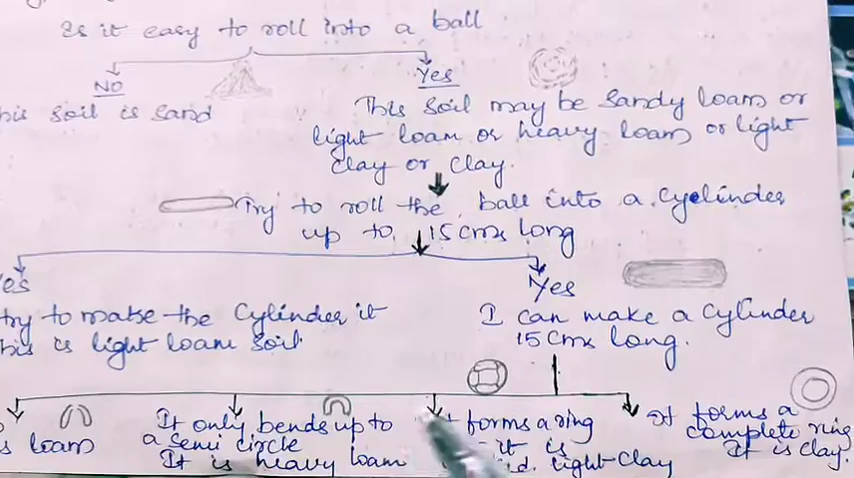 Is it easy to roll into a ball
NO
Yes
his soil is sand
This soil may be Sandy loam or
light loam or heavy loam or light
clay or clay.
Try to roll the ball into a cyclinder
up to 15 cms long
es
Yes
try to make the Cylinder it
his is light loam soil.
I can make a cylinder
15 cms long.
s loam
It only bends up to
a semi circle
It is heavy loam
forms a ring
it is
light-clay
It forms a
complete ring
It is clay.